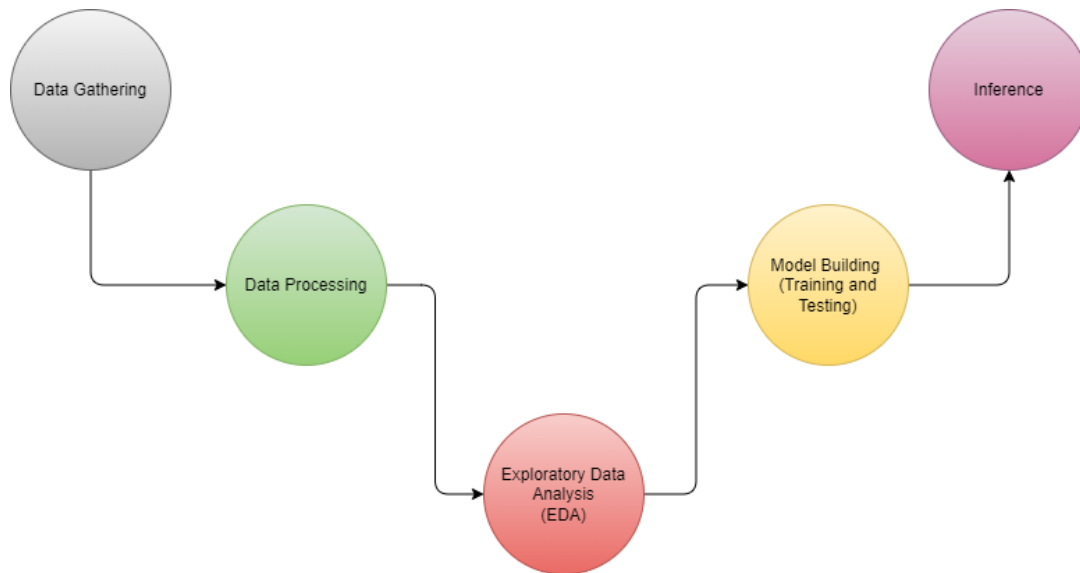 Data Gathering
Data Processing
Exploratory Data
Analysis
(EDA)
Model Building
(Training and
Testing)
Inference